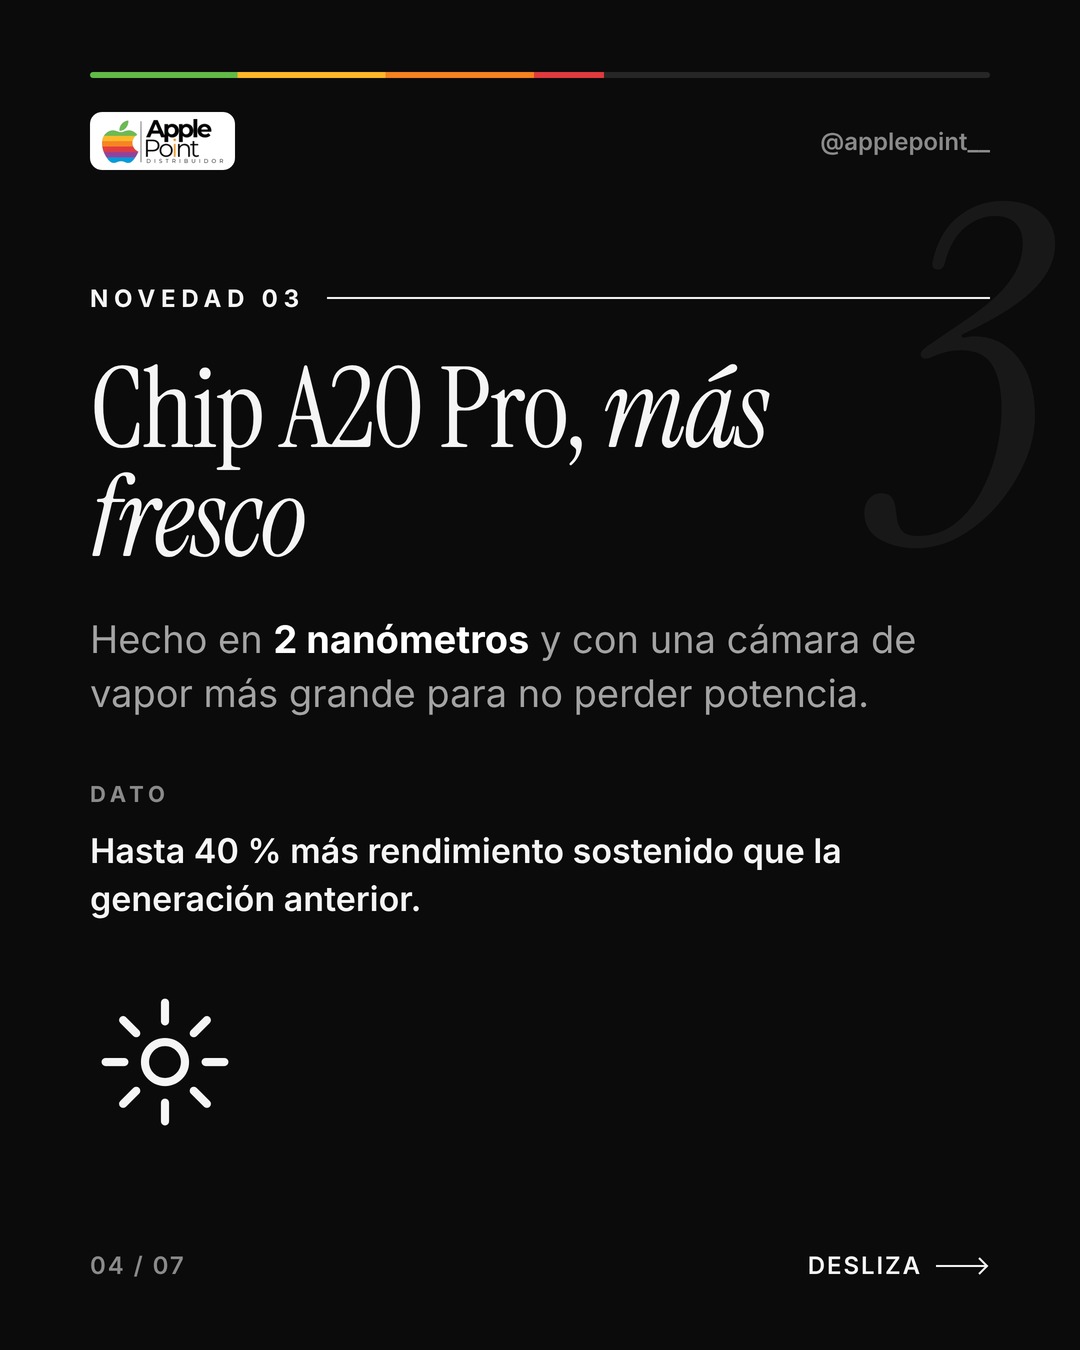 Apple
Point
DISTRIBUIDOR
@applepoint__
NOVEDAD 03
3
Chip A20 Pro, más
fresco
Hecho en 2 nanómetros y con una cámara de
vapor más grande para no perder potencia.
DATO
Hasta 40 % más rendimiento sostenido que la
generación anterior.
04 / 07
DESLIZA